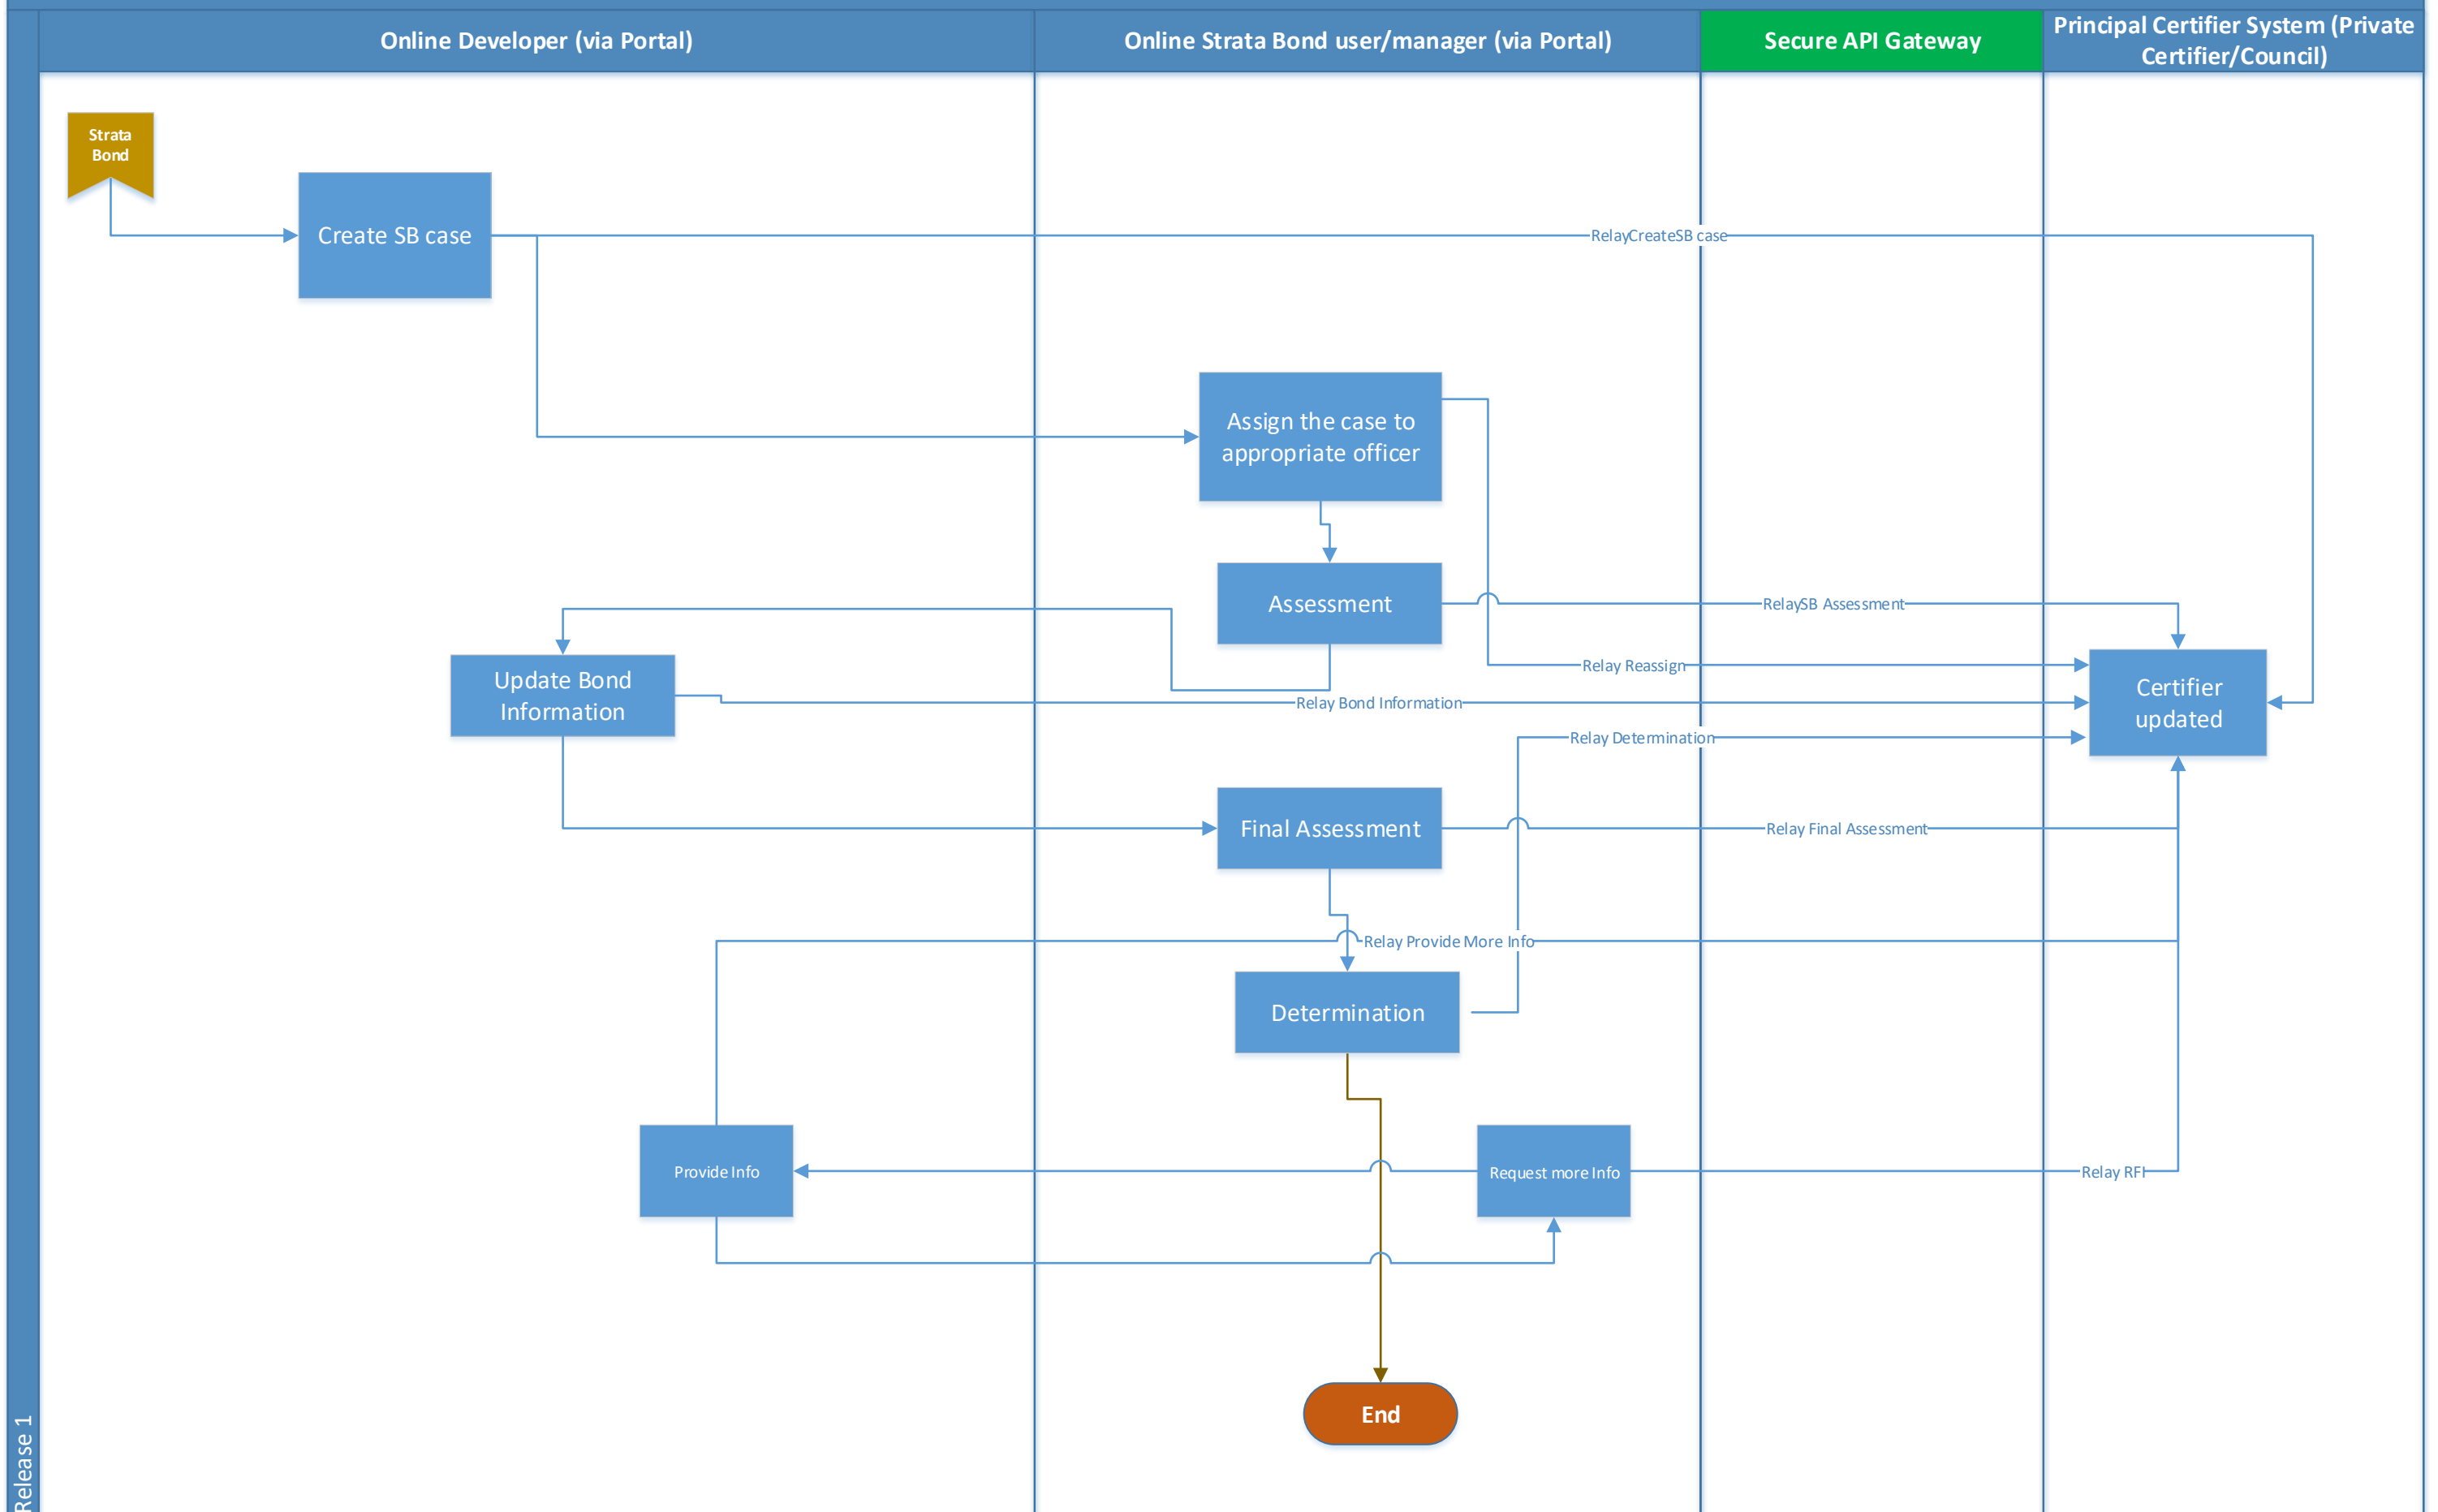 Online Developer (via Portal)
Online Strata Bond user/manager (via Portal)
Secure API Gateway
Principal Certifier System (Private
Certifier/Council)
Strata
Bond
Create SB case
RelayCreateSB case
Assign the case to
appropriate officer
Assessment
RelaySB Assessment
Update Bond
Information
Relay Reassign
Certifier
updated
Relay Bond Information
Relay Determination
Final Assessment
Relay Final Assessment
Relay Provide More Info
Determination
Provide Info
Request more Info
Relay RFI
End
Release 1